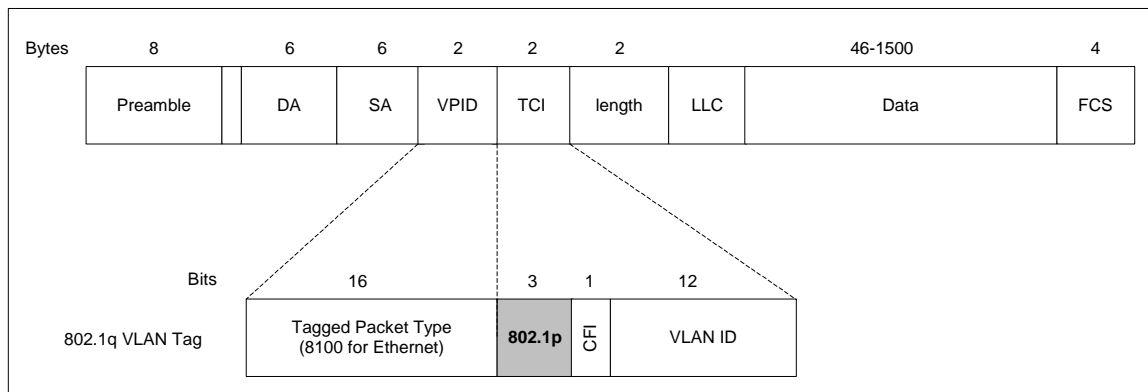 Bytes 8 6 6 2 2 2 46-1500 4
Preamble DA SA VPID TCI length LLC Data FCS
Bits 16 3 1 12
802.1q VLAN Tag
Tagged Packet Type
(8100 for Ethernet)
802.1p
CFI
VLAN ID